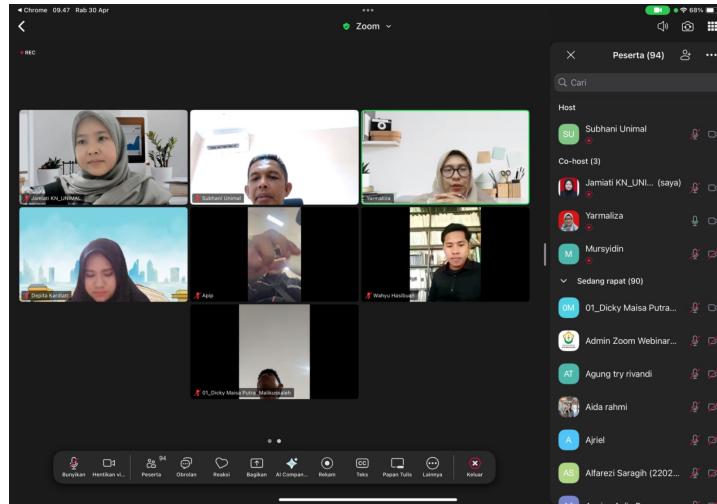 Chrome 09.47 Rab 30 Apr
68%
Zoom
REC
Peserta (94)
Cari
Host
SU Subhani Unimal
Co-host (3)
Jamiati KN_UNI... (saya)
Yarmaliza
M Mursyidin
Sedang rapat (90)
0M 01_Dicky Maisa Putra...
Admin Zoom Webinar...
AT Agung try rivandi
Aida rahmi
A Ajriel
AS Alfarezi Saragih (2202...
Jamiati KN_UNIMAL
Subhani Unimal
Yarmaliza
Depita Kardiati
Apip
Wahyu Hasibuan
01_Dicky Maisa Putra_Malikussaleh
94
CC
Bunyikan
Hentikan vi...
Peserta
Obrolan
Reaksi
Bagikan
AI Compan...
Rekam
Teks
Papan Tulis
Lainnya
Keluar